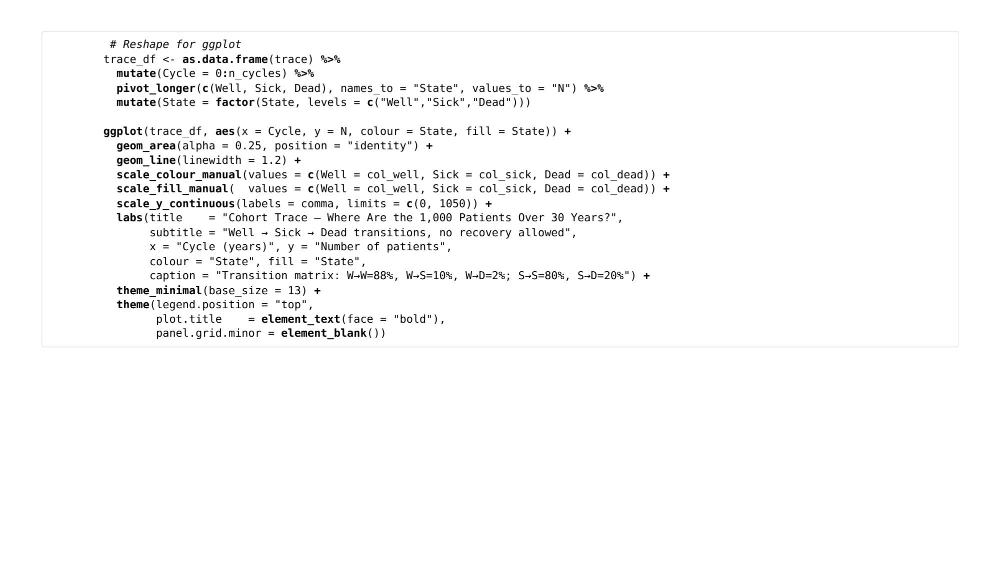 # Reshape for ggplot
trace_df <- as.data.frame(trace) %>%
  mutate(Cycle = 0:n_cycles) %>%
  pivot_longer(c(Well, Sick, Dead), names_to = "State", values_to = "N") %>%
  mutate(State = factor(State, levels = c("Well","Sick","Dead")))

ggplot(trace_df, aes(x = Cycle, y = N, colour = State, fill = State)) +
  geom_area(alpha = 0.25, position = "identity") +
  geom_line(linewidth = 1.2) +
  scale_colour_manual(values = c(Well = col_well, Sick = col_sick, Dead = col_dead)) +
  scale_fill_manual(  values = c(Well = col_well, Sick = col_sick, Dead = col_dead)) +
  scale_y_continuous(labels = comma, limits = c(0, 1050)) +
  labs(title    = "Cohort Trace — Where Are the 1,000 Patients Over 30 Years?",
       subtitle = "Well → Sick → Dead transitions, no recovery allowed",
       x = "Cycle (years)", y = "Number of patients",
       colour = "State", fill = "State",
       caption = "Transition matrix: W→W=88%, W→S=10%, W→D=2%; S→S=80%, S→D=20%") +
  theme_minimal(base_size = 13) +
  theme(legend.position = "top",
        plot.title    = element_text(face = "bold"),
        panel.grid.minor = element_blank())